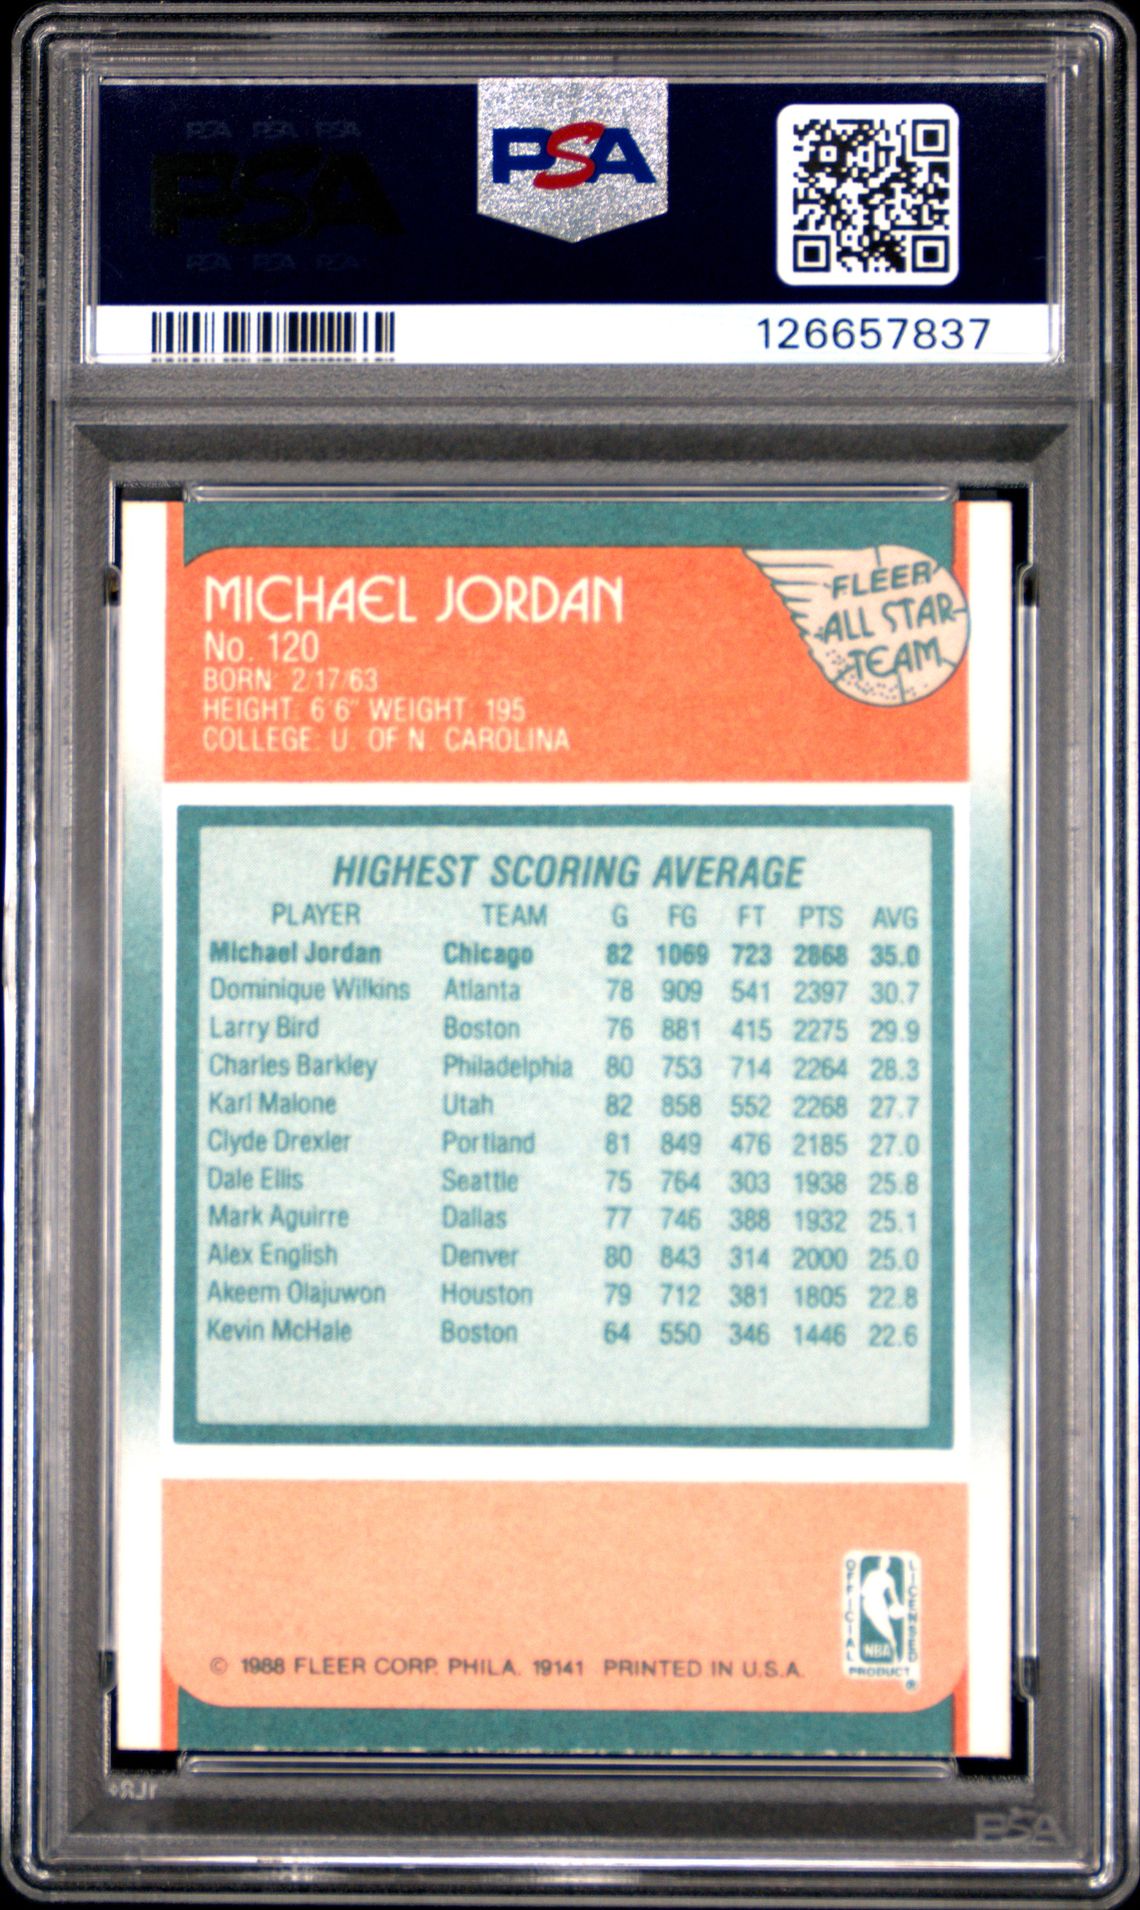 PSA PSA PSA
PSA
PSA PSA PSA
PSA
126657837
MICHAEL JORDAN
No. 120
BORN: 2/17/63
HEIGHT: 6'6" WEIGHT: 195
COLLEGE: U. OF N. CAROLINA
FLEER
ALL STAR
TEAM
HIGHEST SCORING AVERAGE
PLAYER TEAM G FG FT PTS AVG
Michael Jordan Chicago 82 1069 723 2868 35.0
Dominique Wilkins Atlanta 78 909 541 2397 30.7
Larry Bird Boston 76 881 415 2275 29.9
Charles Barkley Philadelphia 80 753 714 2264 28.3
Karl Malone Utah 82 858 552 2268 27.7
Clyde Drexler Portland 81 849 476 2185 27.0
Dale Ellis Seattle 75 764 303 1938 25.8
Mark Aguirre Dallas 77 746 388 1932 25.1
Alex English Denver 80 843 314 2000 25.0
Akeem Olajuwon Houston 79 712 381 1805 22.8
Kevin McHale Boston 64 550 346 1446 22.6
OFFICIAL
LICENSED
NBA
PRODUCT
®
© 1988 FLEER CORP. PHILA. 19141 PRINTED IN U.S.A.
PSA